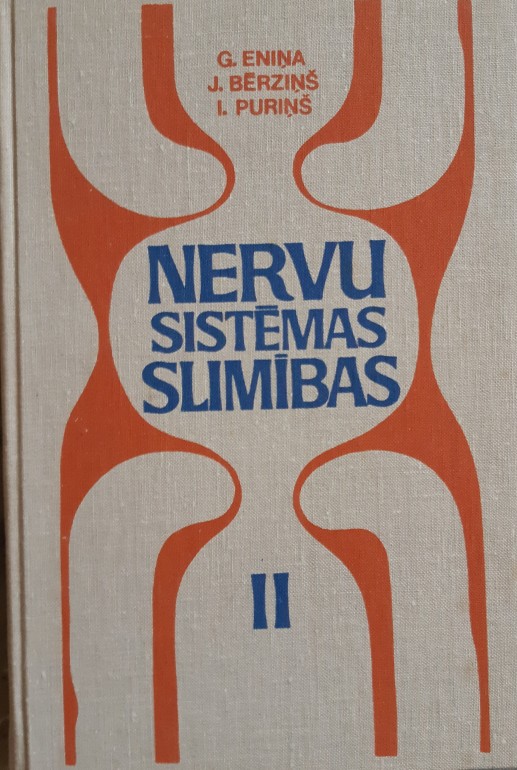 G. ENIŅA
J. BĒRZIŅŠ
I. PURIŅŠ
NERVU
SISTĒMAS
SLIMĪBAS
II